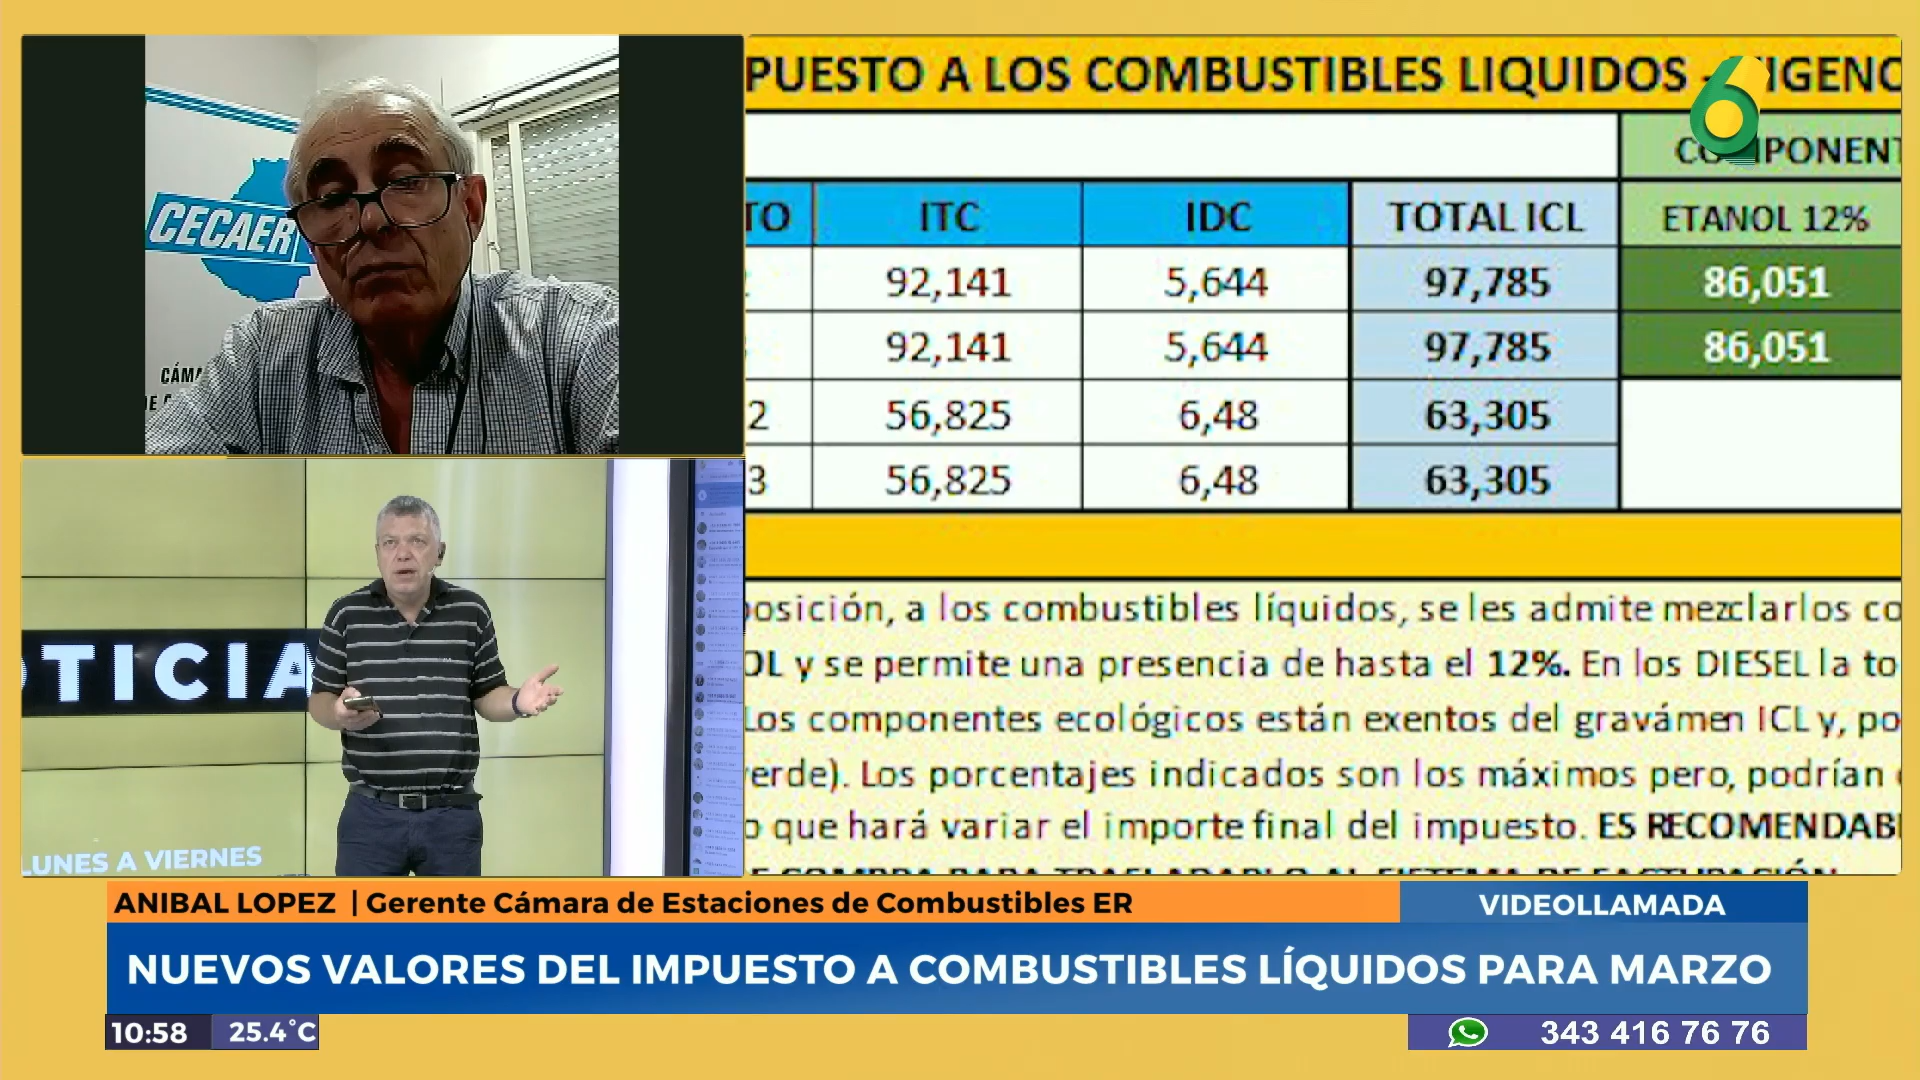 CECAER
PUESTO A LOS COMBUSTIBLES LIQUIDOS -
6
TO ITC IDC TOTAL ICL ETANOL 12%
92,141 5,644 97,785 86,051
92,141 5,644 97,785 86,051
2 56,825 6,48 63,305
3 56,825 6,48 63,305
posición, a los combustibles líquidos, se les admite mezclarlos co
OL y se permite una presencia de hasta el 12%. En los DIESEL la to
Los componentes ecológicos están exentos del gravámen ICL y, po
verde). Los porcentajes indicados son los máximos pero, podrían
o que hará variar el importe final del impuesto. ES RECOMENDABL
OTICIA
LUNES A VIERNES
ANIBAL LOPEZ | Gerente Cámara de Estaciones de Combustibles ER
VIDEOLLAMADA
NUEVOS VALORES DEL IMPUESTO A COMBUSTIBLES LÍQUIDOS PARA MARZO
10:58 25.4°C
343 416 76 76